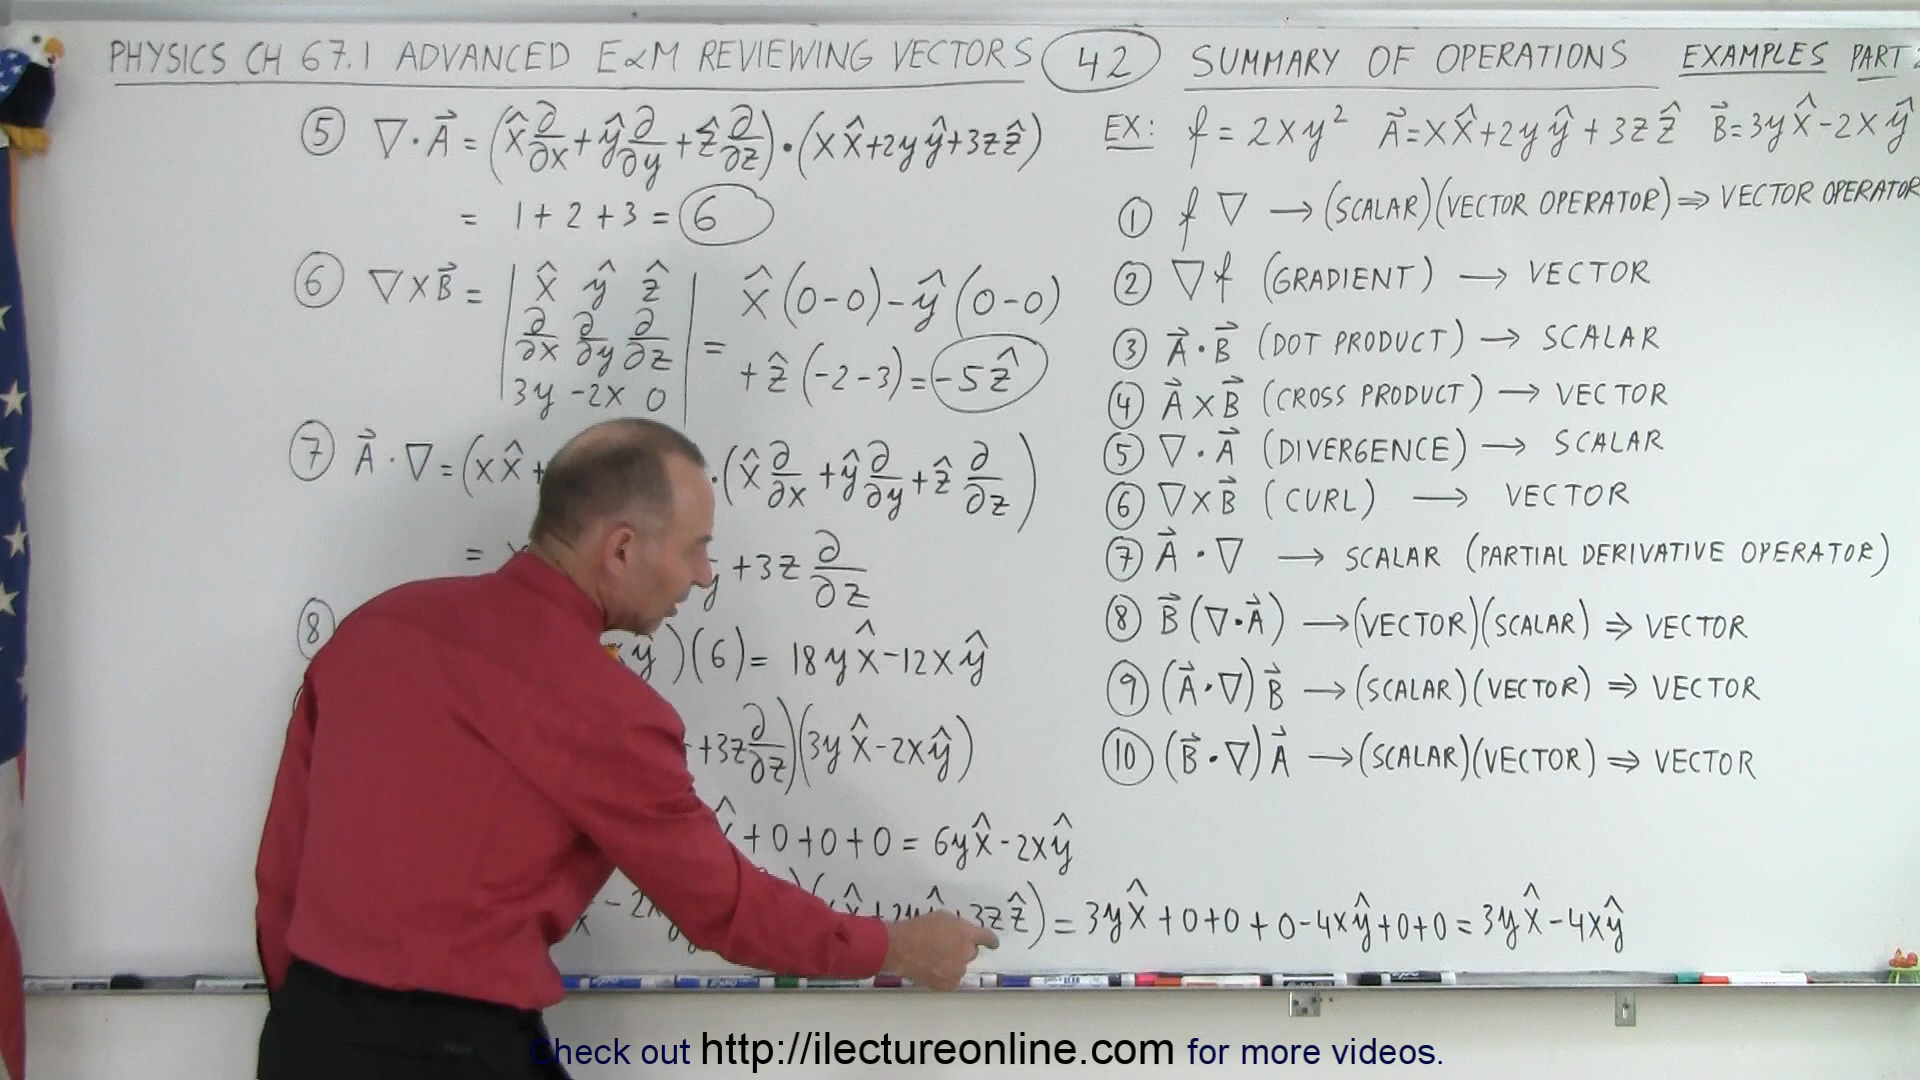 PHYSICS CH 67.1 ADVANCED E&M REVIEWING VECTORS 42 SUMMARY OF OPERATIONS EXAMPLES PART
⑤ ∇·A⃗ = (x̂ ∂/∂x + ŷ ∂/∂y + ẑ ∂/∂z)·(x x̂ + 2y ŷ + 3z ẑ)
= 1 + 2 + 3 = 6
⑥ ∇×B⃗ = | x̂ ŷ ẑ
∂/∂x ∂/∂y ∂/∂z
3y -2x 0 | = x̂(0-0) - ŷ(0-0)
+ ẑ(-2-3) = -5ẑ
⑦ A⃗·∇ = (x x̂ + ·(x̂ ∂/∂x + ŷ ∂/∂y + ẑ ∂/∂z)
= + 3z ∂/∂z
⑧ ŷ)(6) = 18y x̂ - 12x ŷ
+ 3z ∂/∂z)(3y x̂ - 2x ŷ)
+ 0 + 0 + 0 = 6y x̂ - 2x ŷ
3z ẑ) = 3y x̂ + 0 + 0 + 0 - 4x ŷ + 0 + 0 = 3y x̂ - 4x ŷ
EX: f = 2xy² A⃗ = x x̂ + 2y ŷ + 3z ẑ B⃗ = 3y x̂ - 2x ŷ
① f ∇ → (SCALAR)(VECTOR OPERATOR) ⇒ VECTOR OPERATOR
② ∇f (GRADIENT) → VECTOR
③ A⃗·B⃗ (DOT PRODUCT) → SCALAR
④ A⃗×B⃗ (CROSS PRODUCT) → VECTOR
⑤ ∇·A⃗ (DIVERGENCE) → SCALAR
⑥ ∇×B⃗ (CURL) → VECTOR
⑦ A⃗·∇ → SCALAR (PARTIAL DERIVATIVE OPERATOR)
⑧ B⃗(∇·A⃗) → (VECTOR)(SCALAR) ⇒ VECTOR
⑨ (A⃗·∇)B⃗ → (SCALAR)(VECTOR) ⇒ VECTOR
⑩ (B⃗·∇)A⃗ → (SCALAR)(VECTOR) ⇒ VECTOR
Check out http://ilectureonline.com for more videos.